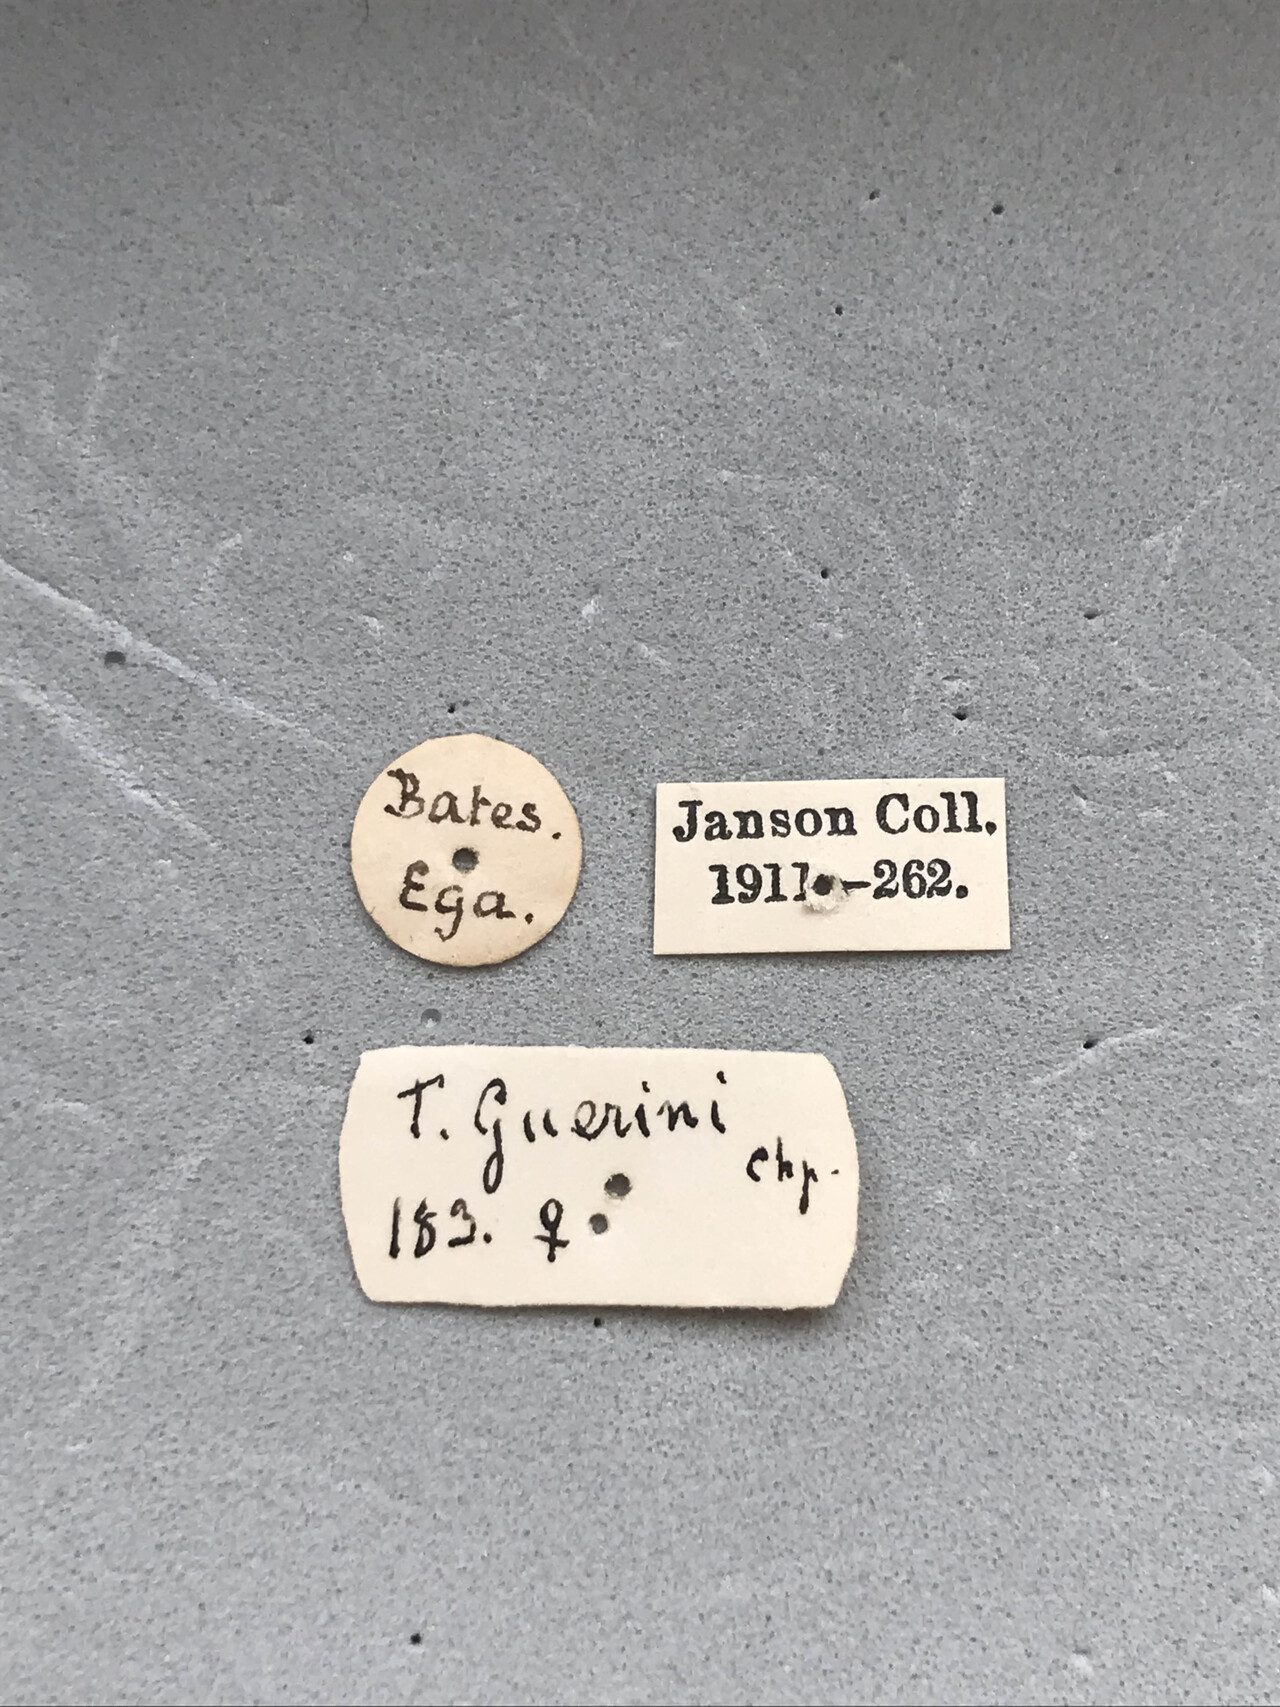 Bates.
Ega.
Janson Coll.
1911.–262.
T. Guerini
Chp.
183. ♀